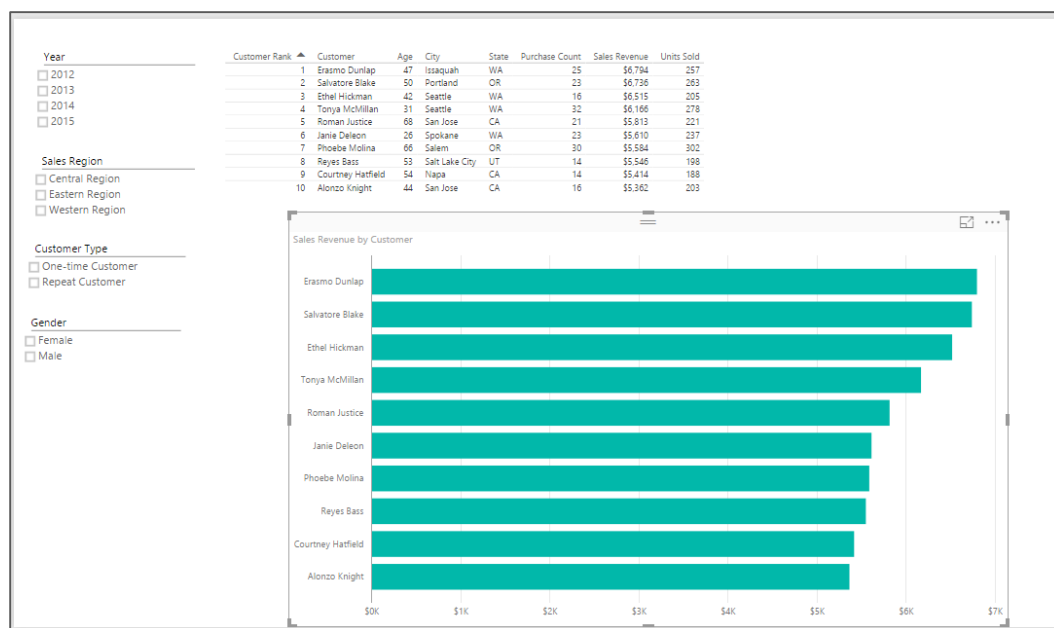 Year
2012
2013
2014
2015
Sales Region
Central Region
Eastern Region
Western Region
Customer Type
One-time Customer
Repeat Customer
Gender
Female
Male
Customer Rank Customer Age City State Purchase Count Sales Revenue Units Sold
1 Erasmo Dunlap 47 Issaquah WA 25 $6,794 257
2 Salvatore Blake 50 Portland OR 23 $6,736 263
3 Ethel Hickman 42 Seattle WA 16 $6,515 205
4 Tonya McMillan 31 Seattle WA 32 $6,166 278
5 Roman Justice 68 San Jose CA 21 $5,813 221
6 Janie Deleon 26 Spokane WA 23 $5,610 237
7 Phoebe Molina 66 Salem OR 30 $5,584 302
8 Reyes Bass 53 Salt Lake City UT 14 $5,546 198
9 Courtney Hatfield 54 Napa CA 14 $5,414 188
10 Alonzo Knight 44 San Jose CA 16 $5,362 203
Sales Revenue by Customer
Erasmo Dunlap
Salvatore Blake
Ethel Hickman
Tonya McMillan
Roman Justice
Janie Deleon
Phoebe Molina
Reyes Bass
Courtney Hatfield
Alonzo Knight
$0K $1K $2K $3K $4K $5K $6K $7K